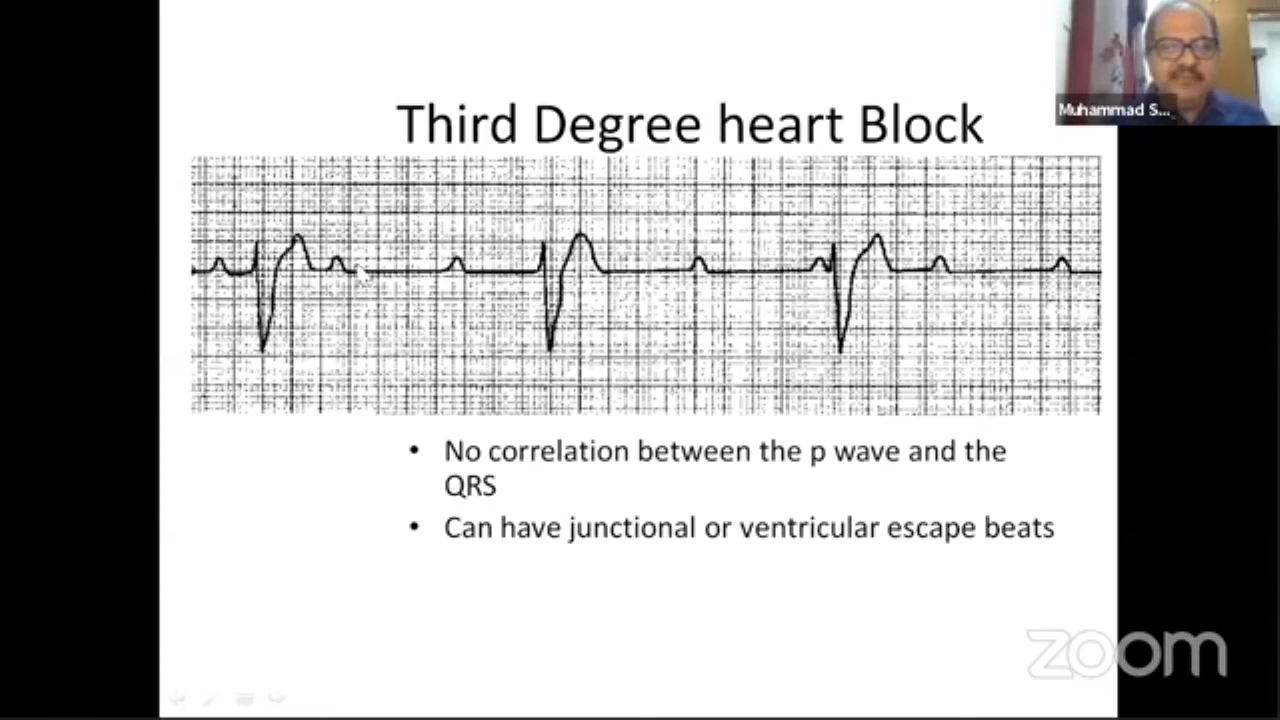 Muhammad S...
Third Degree heart Block
• No correlation between the p wave and the
QRS
• Can have junctional or ventricular escape beats
zoom